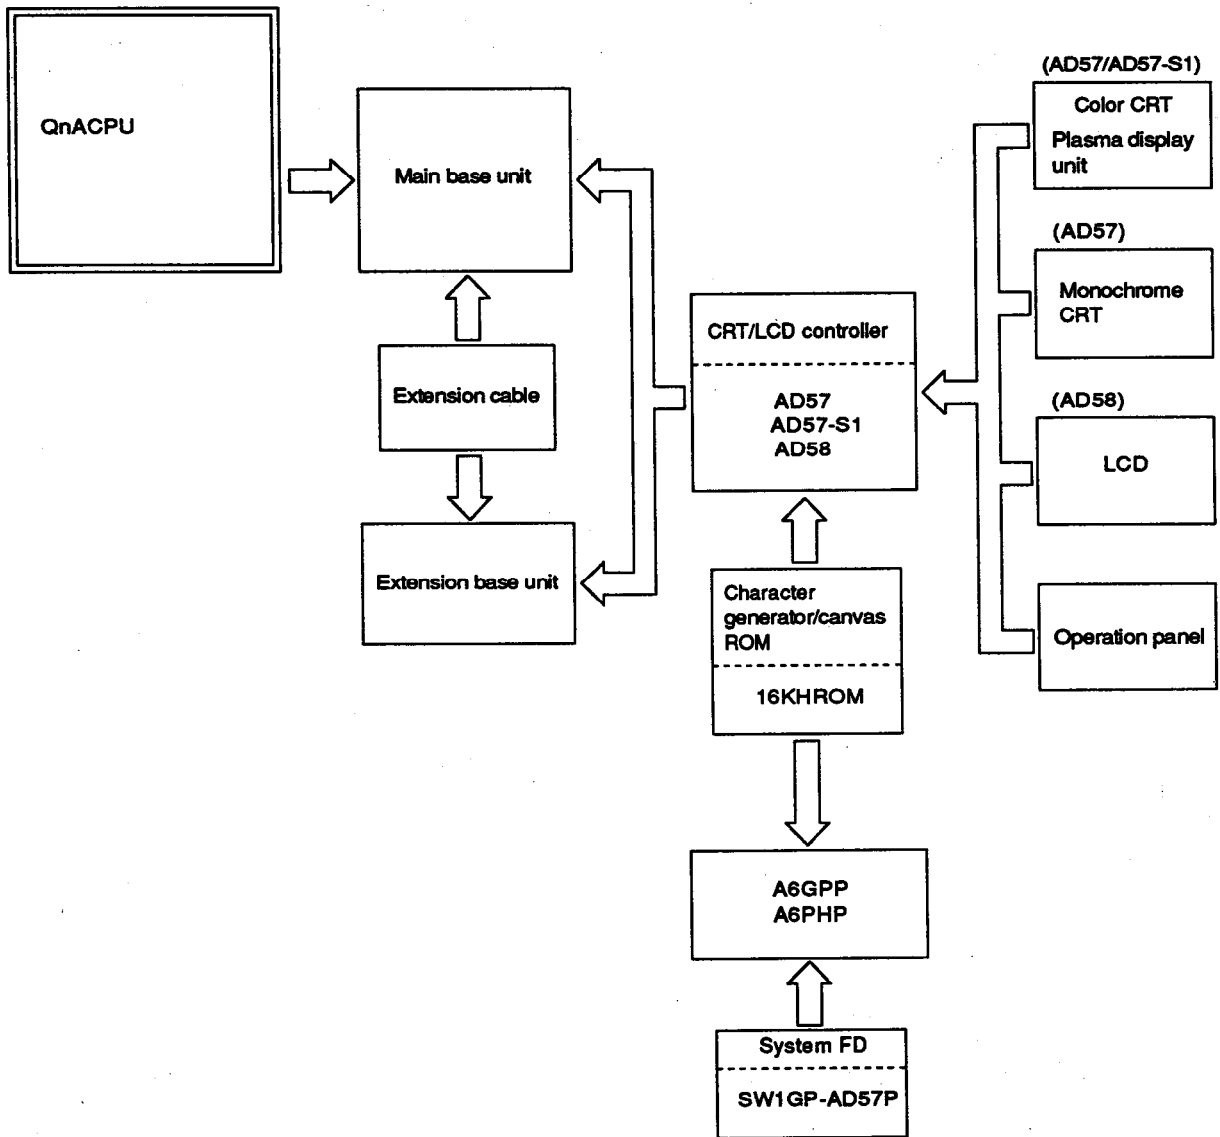 QnACPU
Main base unit
Extension cable
Extension base unit
CRT/LCD controller
AD57
AD57-S1
AD58
Character
generator/canvas
ROM
16KHROM
A6GPP
A6PHP
System FD
SW1GP-AD57P
(AD57/AD57-S1)
Color CRT
Plasma display
unit
(AD57)
Monochrome
CRT
(AD58)
LCD
Operation panel